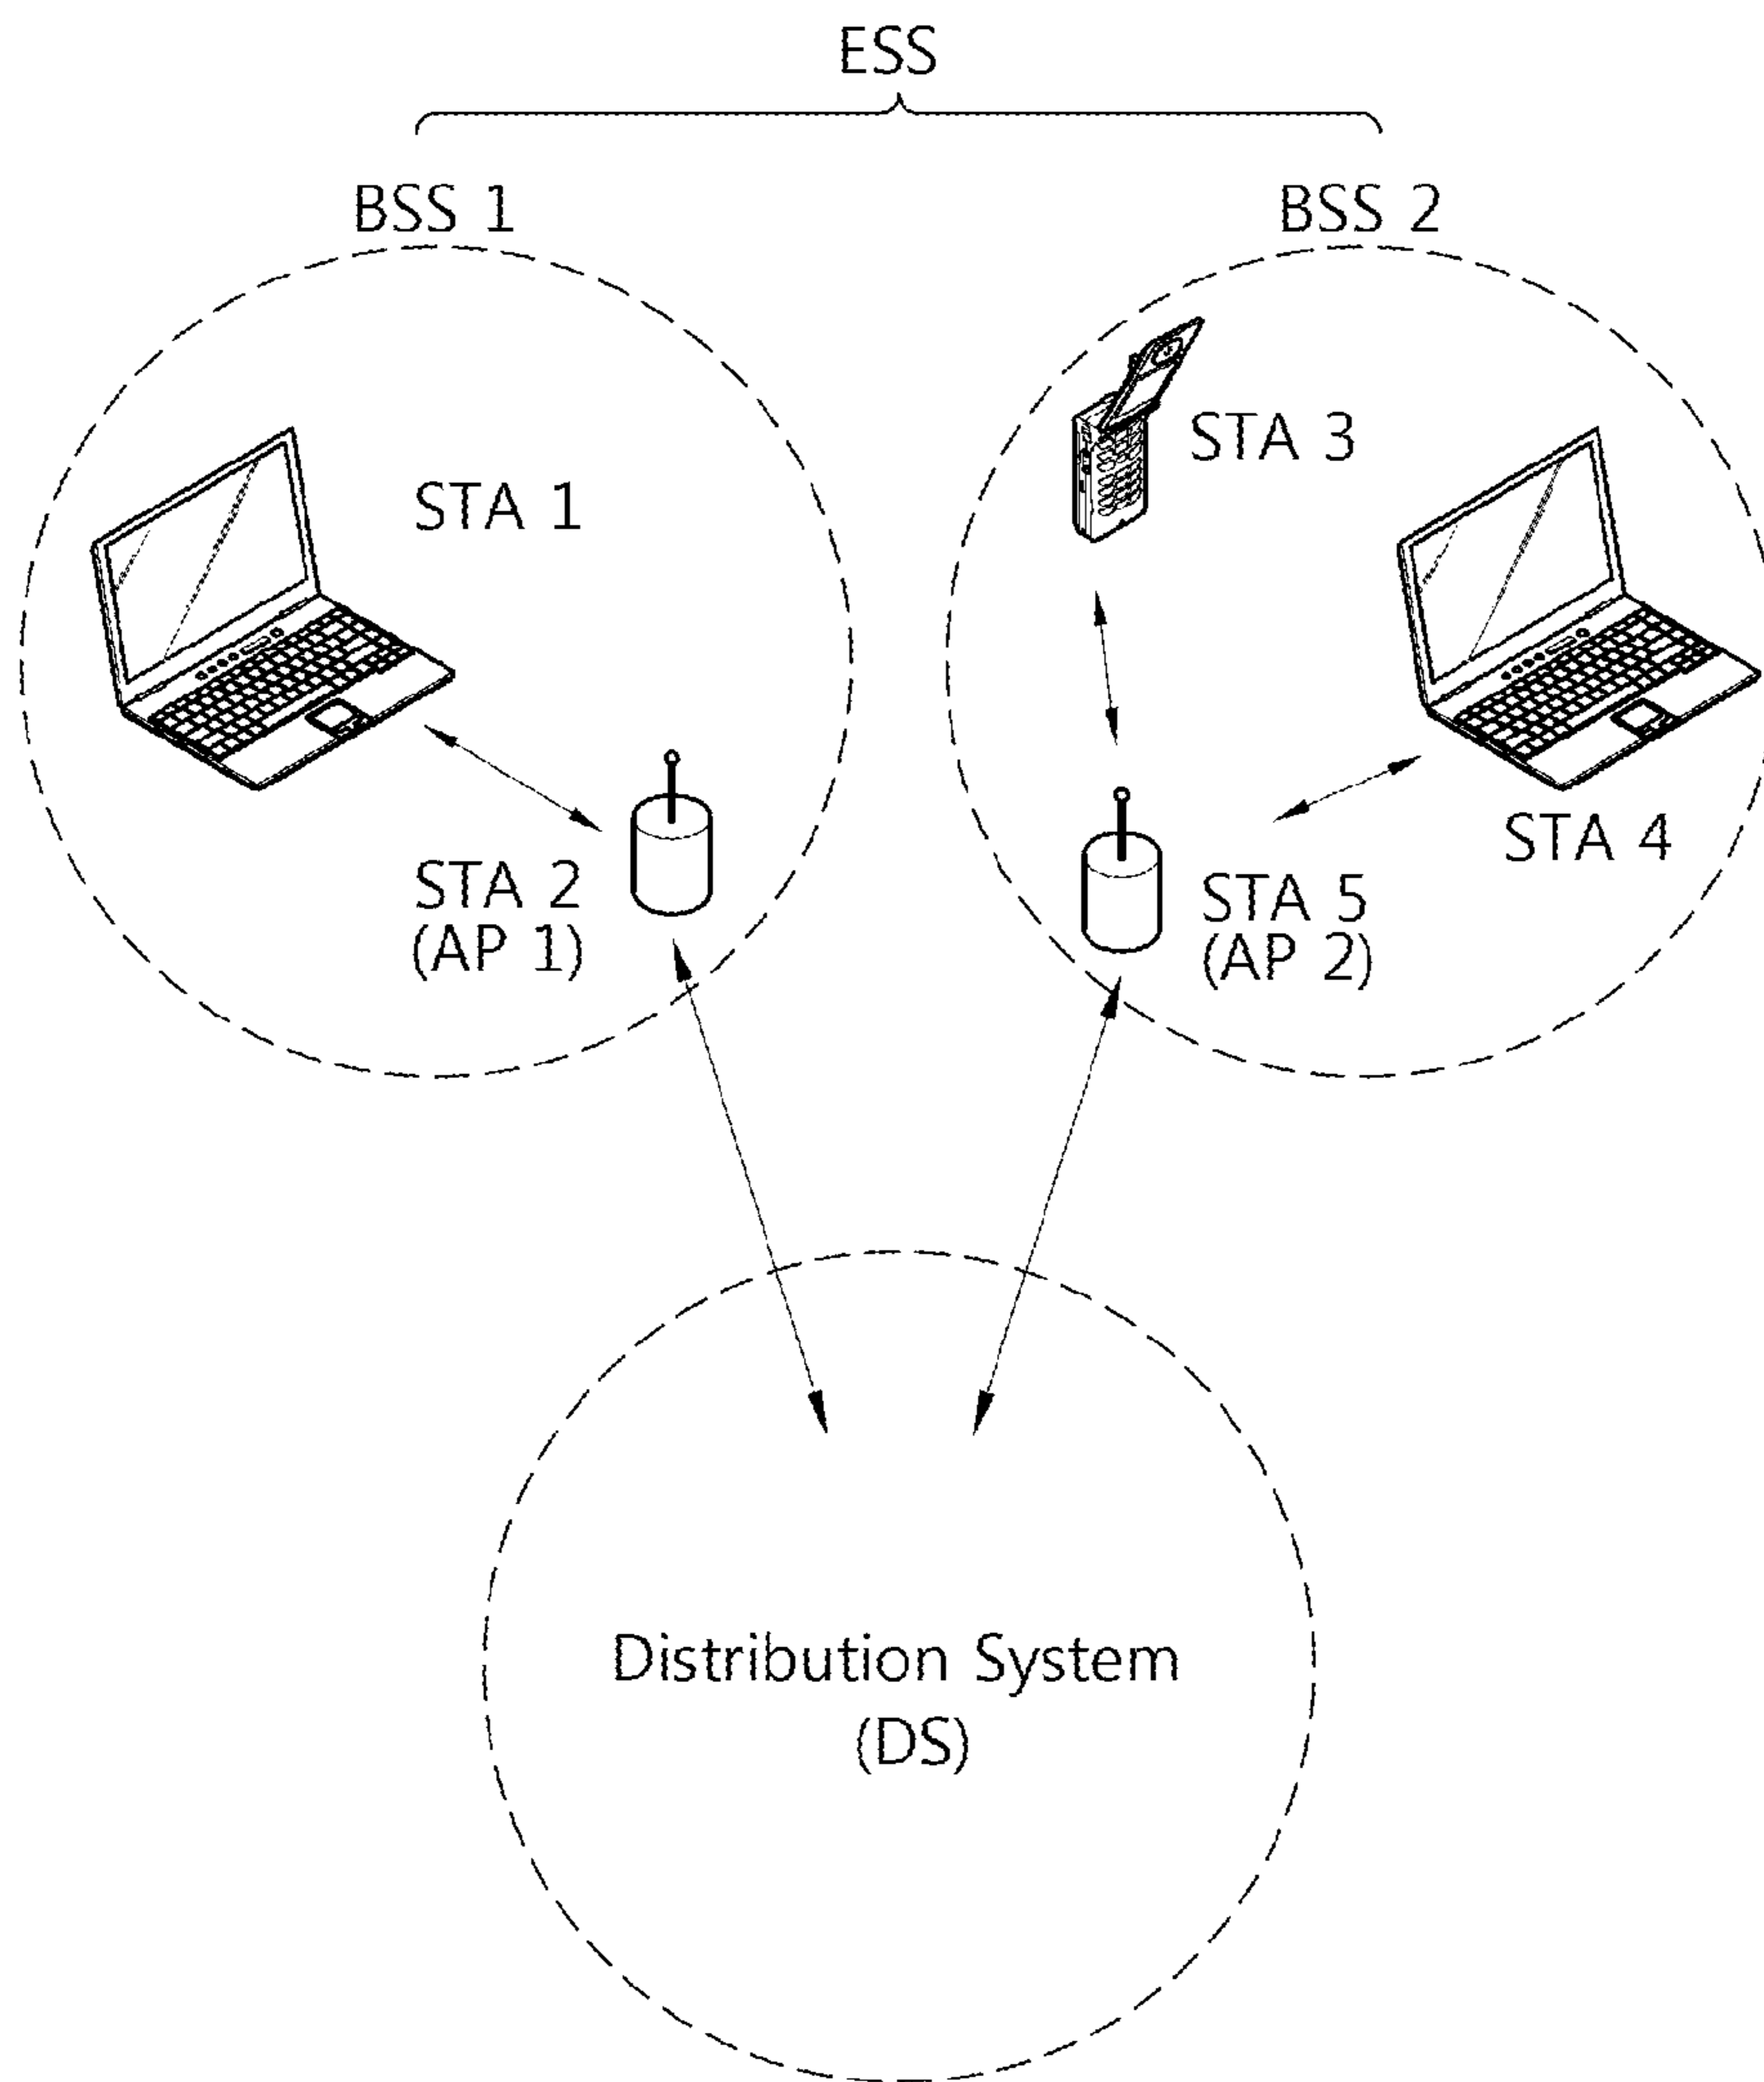 ESS
BSS 1
BSS 2
STA 1
STA 3
STA 2
(AP 1)
STA 4
STA 5
(AP 2)
Distribution System
(DS)